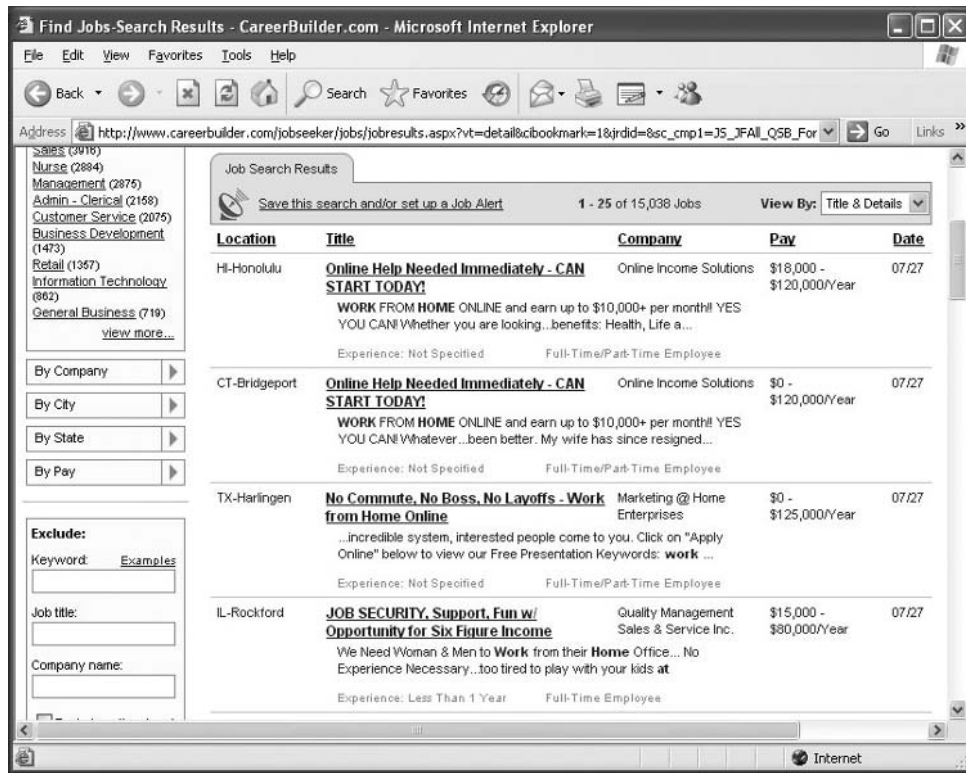 Find Jobs-Search Results - CareerBuilder.com - Microsoft Internet Explorer
File Edit View Favorites Tools Help
Back Search Favorites
Address http://www.careerbuilder.com/jobseeker/jobs/jobresults.aspx?vt=detail&cibookmark=1&jrdid=&sc_cmp1=JS_JFAll_QSB_For Go Links »
Sales (3916)
Nurse (2884)
Management (2875)
Admin - Clerical (2158)
Customer Service (2075)
Business Development
(1473)
Retail (1357)
Information Technology
(862)
General Business (719)
view more...
By Company
By City
By State
By Pay
Exclude:
Keyword: Examples
Job title:
Company name:
Job Search Results
Save this search and/or set up a Job Alert 1 - 25 of 15,038 Jobs View By: Title & Details
Location Title Company Pay Date
HI-Honolulu Online Help Needed Immediately - CAN Online Income Solutions $18,000 - 07/27
START TODAY! $120,000/Year
WORK FROM HOME ONLINE and earn up to $10,000+ per month!! YES
YOU CAN! Whether you are looking...benefits: Health, Life a...
Experience: Not Specified Full-Time/Part-Time Employee
CT-Bridgeport Online Help Needed Immediately - CAN Online Income Solutions $0 - 07/27
START TODAY! $120,000/Year
WORK FROM HOME ONLINE and earn up to $10,000+ per month!! YES
YOU CAN! Whatever...been better. My wife has since resigned...
Experience: Not Specified Full-Time/Part-Time Employee
TX-Harlingen No Commute, No Boss, No Layoffs - Work Marketing @ Home $0 - 07/27
from Home Online Enterprises $125,000/Year
...incredible system, interested people come to you. Click on "Apply
Online" below to view our Free Presentation Keywords: work ...
Experience: Not Specified Full-Time/Part-Time Employee
IL-Rockford JOB SECURITY, Support, Fun w/ Quality Management $15,000 - 07/27
Opportunity for Six Figure Income Sales & Service Inc. $80,000/Year
We Need Woman & Men to Work from their Home Office... No
Experience Necessary...too tired to play with your kids at
Experience: Less Than 1 Year Full-Time Employee
Internet